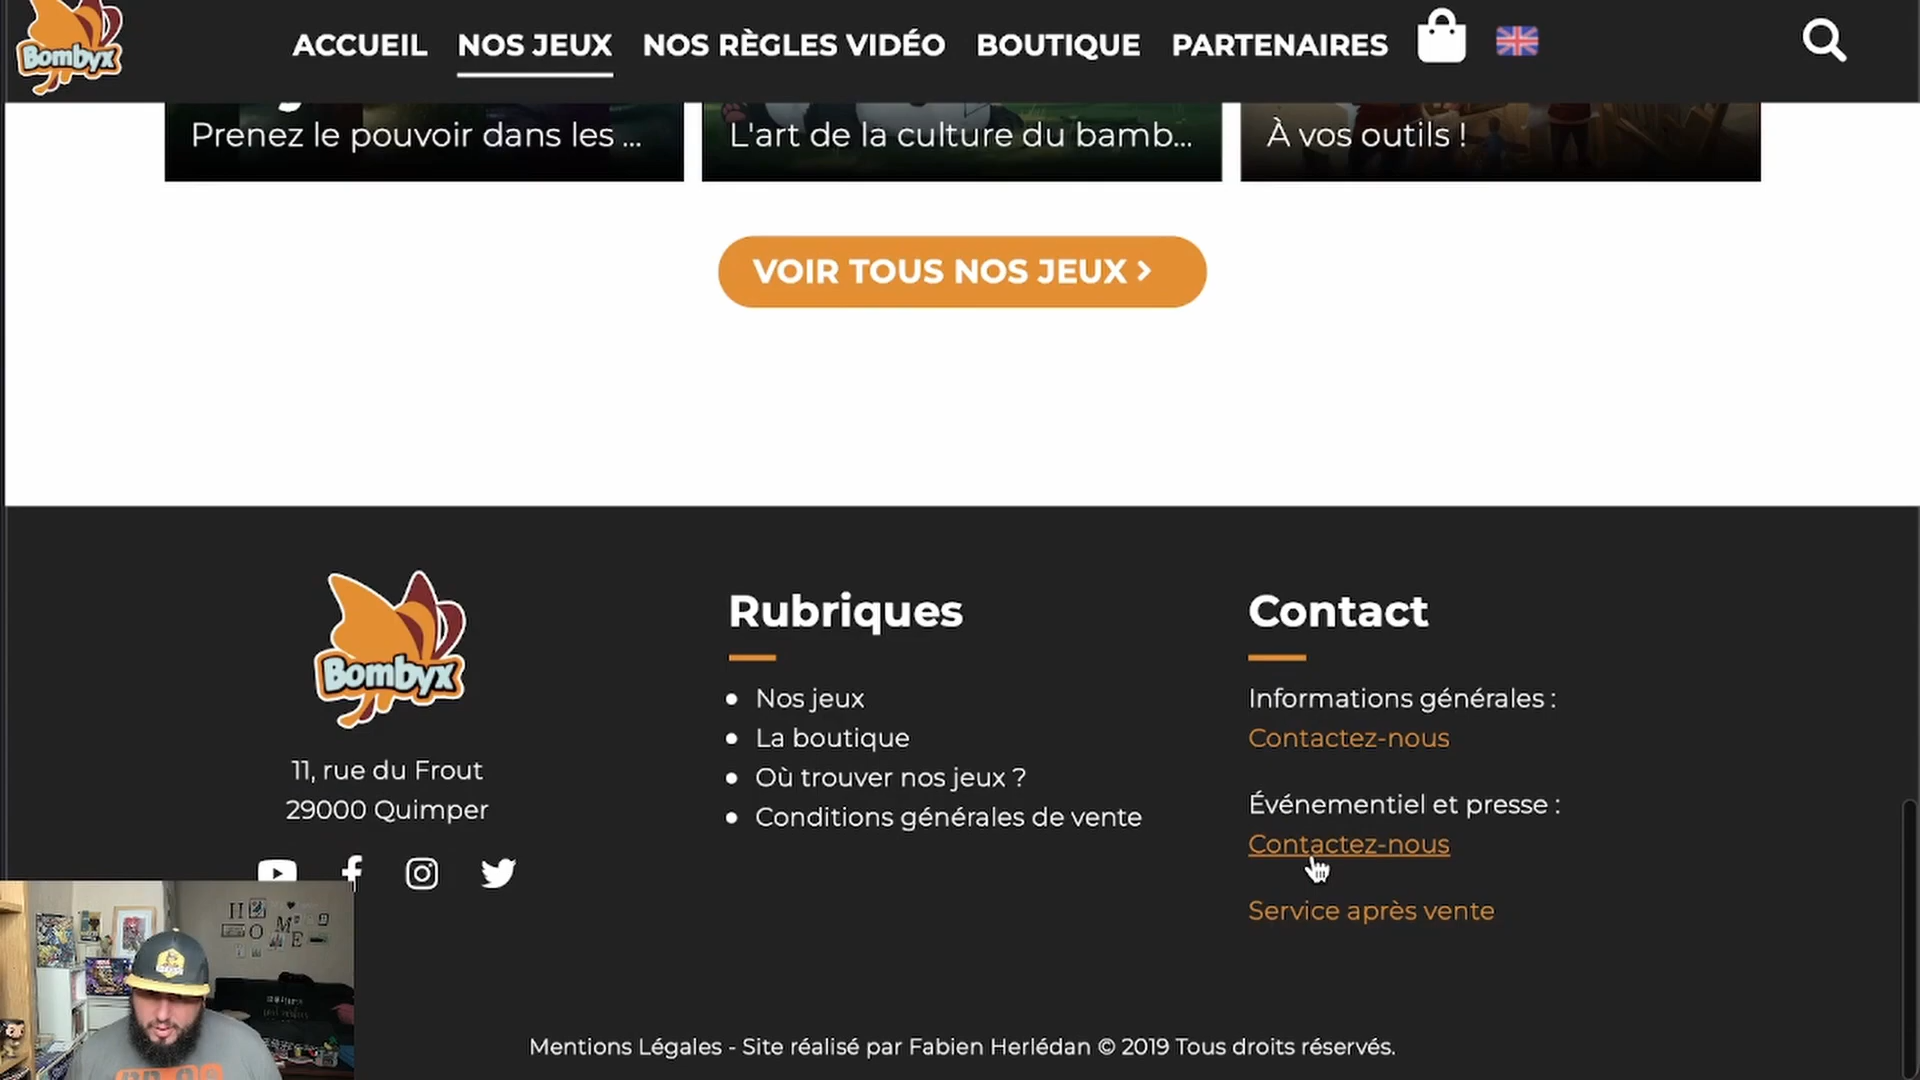 Bombyx
ACCUEIL NOS JEUX NOS RÈGLES VIDÉO BOUTIQUE PARTENAIRES
Prenez le pouvoir dans les ...
L'art de la culture du bamb...
À vos outils !
VOIR TOUS NOS JEUX >
Bombyx
11, rue du Frout
29000 Quimper
Rubriques
Nos jeux
La boutique
Où trouver nos jeux ?
Conditions générales de vente
Contact
Informations générales :
Contactez-nous
Événementiel et presse :
Contactez-nous
Service après vente
HOME
Mentions Légales - Site réalisé par Fabien Herlédan © 2019 Tous droits réservés.